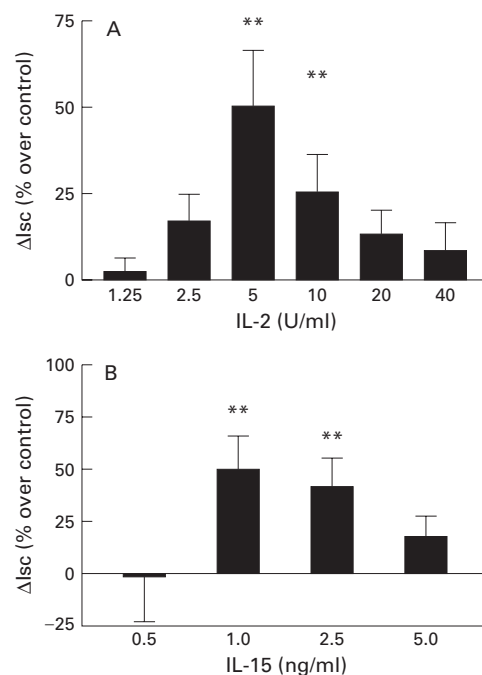 A
75
50
25
0
ΔIsc (% over control)
**
**
1.25 2.5 5 10 20 40
IL-2 (U/ml)
B
100
75
50
25
0
–25
ΔIsc (% over control)
**
**
0.5 1.0 2.5 5.0
IL-15 (ng/ml)